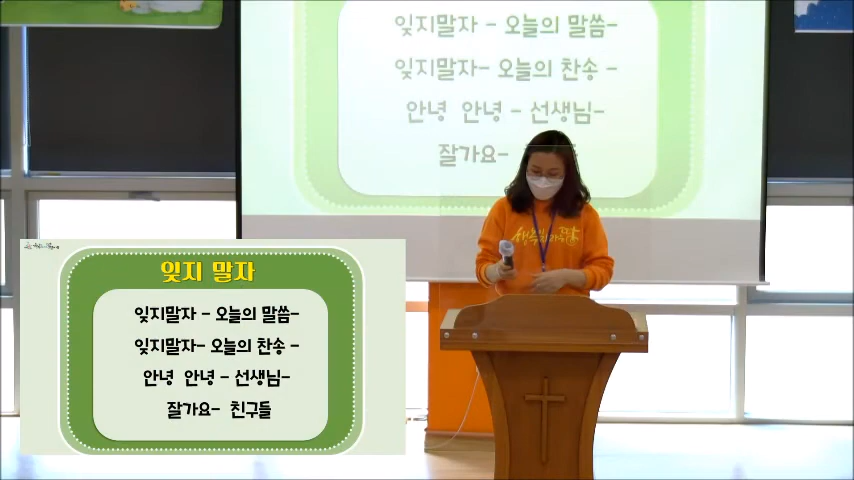 잊지말자 - 오늘의 말씀-
잊지말자- 오늘의 찬송 -
안녕 안녕 - 선생님-
잘가요-
잊지 말자
잊지말자 - 오늘의 말씀-
잊지말자- 오늘의 찬송 -
안녕 안녕 - 선생님-
잘가요- 친구들